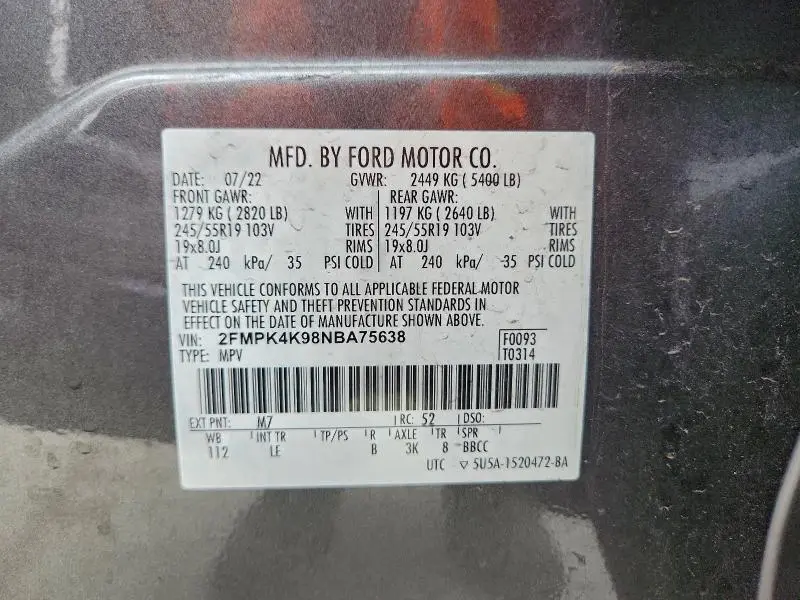 MFD. BY FORD MOTOR CO.
DATE: 07/22 GVWR: 2449 KG ( 5400 LB)
FRONT GAWR: REAR GAWR:
1279 KG ( 2820 LB) WITH 1197 KG ( 2640 LB) WITH
245/55R19 103V TIRES 245/55R19 103V TIRES
19x8.0J RIMS 19x8.0J RIMS
AT 240 kPa/ 35 PSI COLD AT 240 kPa/ 35 PSI COLD
THIS VEHICLE CONFORMS TO ALL APPLICABLE FEDERAL MOTOR
VEHICLE SAFETY AND THEFT PREVENTION STANDARDS IN
EFFECT ON THE DATE OF MANUFACTURE SHOWN ABOVE.
VIN: 2FMPK4K98NBA75638 F0093
TYPE: MPV T0314
EXT PNT: M7 RC: 52 DSO:
WB INT TR TP/PS R AXLE TR SPR
112 LE B 3K 8 BBCC
UTC ▽ 5U5A-1520472-BA